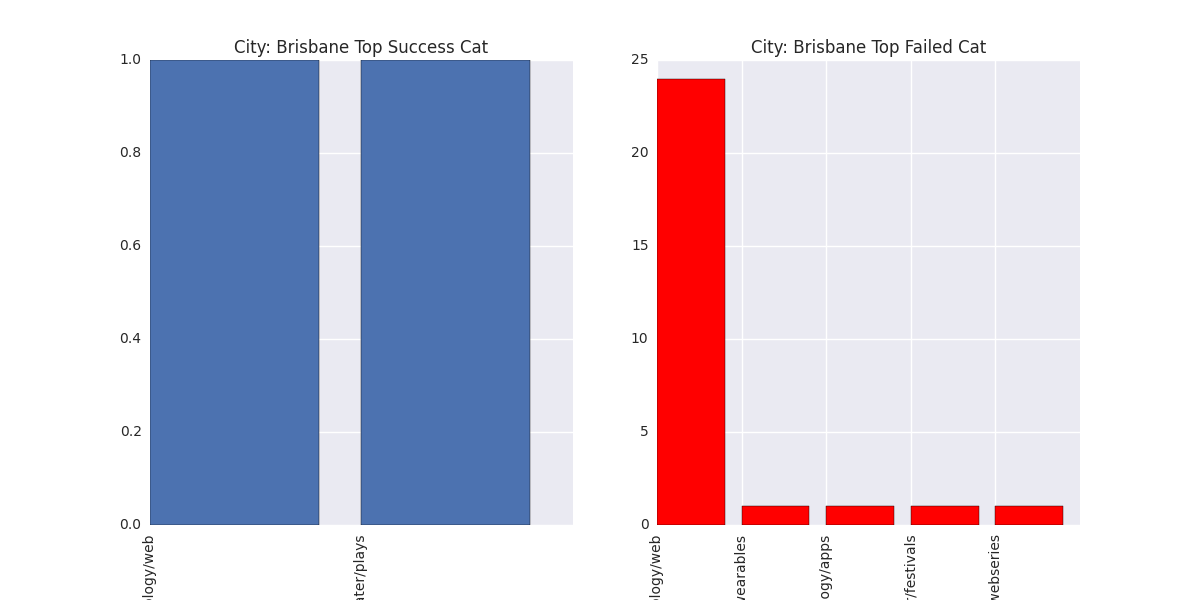 City: Brisbane Top Success Cat
1.0
0.8
0.6
0.4
0.2
0.0
ology/web
ater/plays
City: Brisbane Top Failed Cat
25
20
15
10
5
0
ology/web
wearables
ogy/apps
r/festivals
webseries